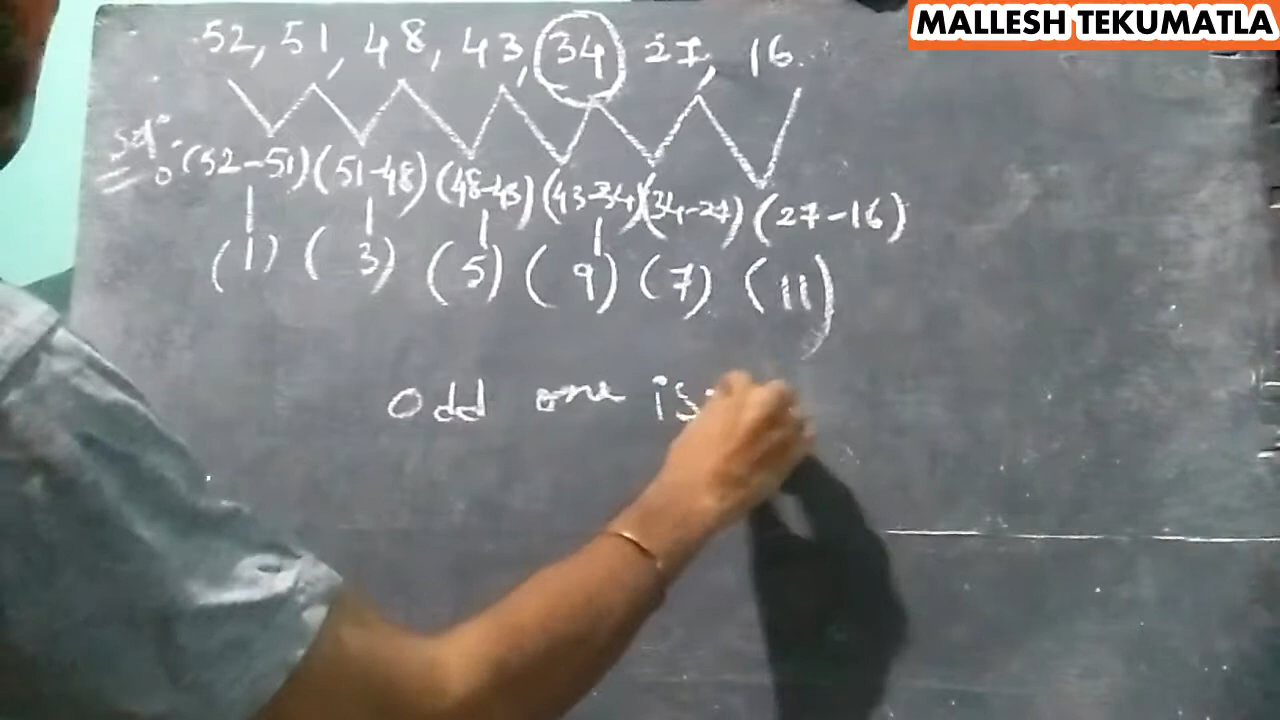 MALLESH TEKUMATLA
52, 51, 48, 43, 34, 27, 16.
Sol:- (52-51) (51-48) (48-43) (43-34) (34-27) (27-16)
(1) (3) (5) (9) (7) (11)
Odd one is